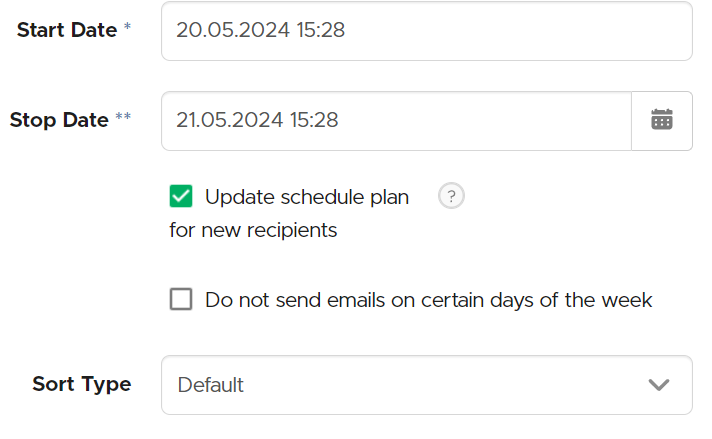 Start Date * 20.05.2024 15:28
Stop Date ** 21.05.2024 15:28
Update schedule plan ?
for new recipients
Do not send emails on certain days of the week
Sort Type Default